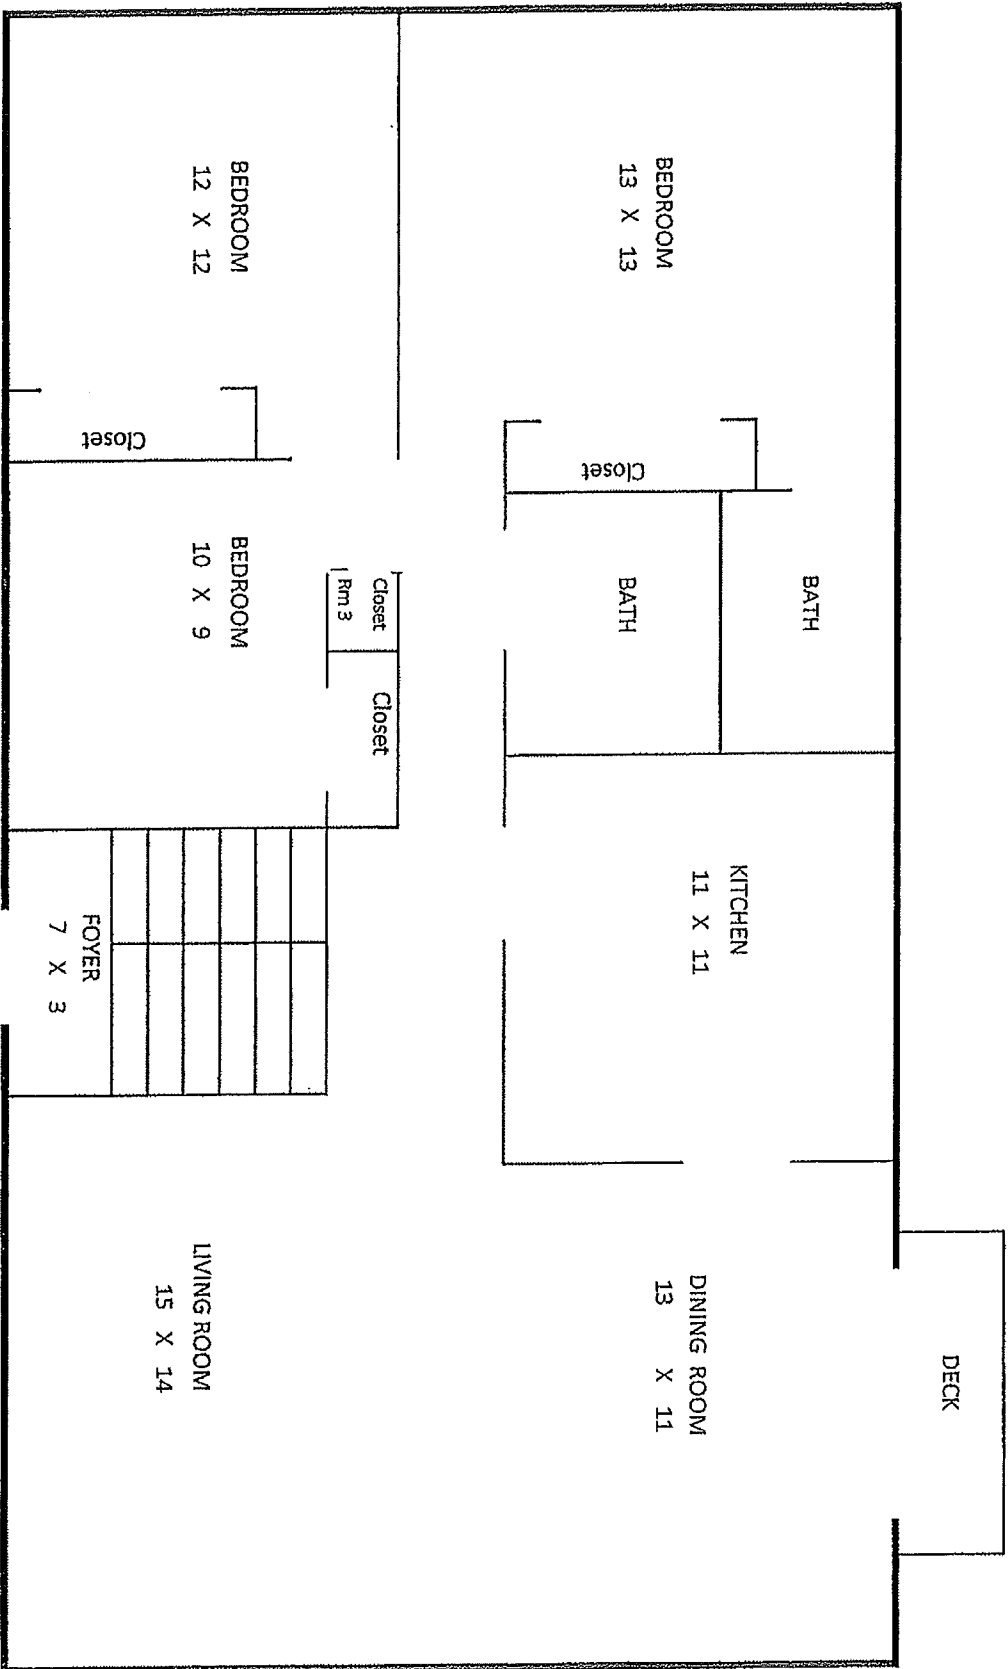 BEDROOM
13 X 13
Closet
BATH
BATH
KITCHEN
11 X 11
DINING ROOM
13 X 11
DECK
BEDROOM
12 X 12
Closet
BEDROOM
10 X 9
Closet
Rm 3
Closet
FOYER
7 X 3
LIVING ROOM
15 X 14